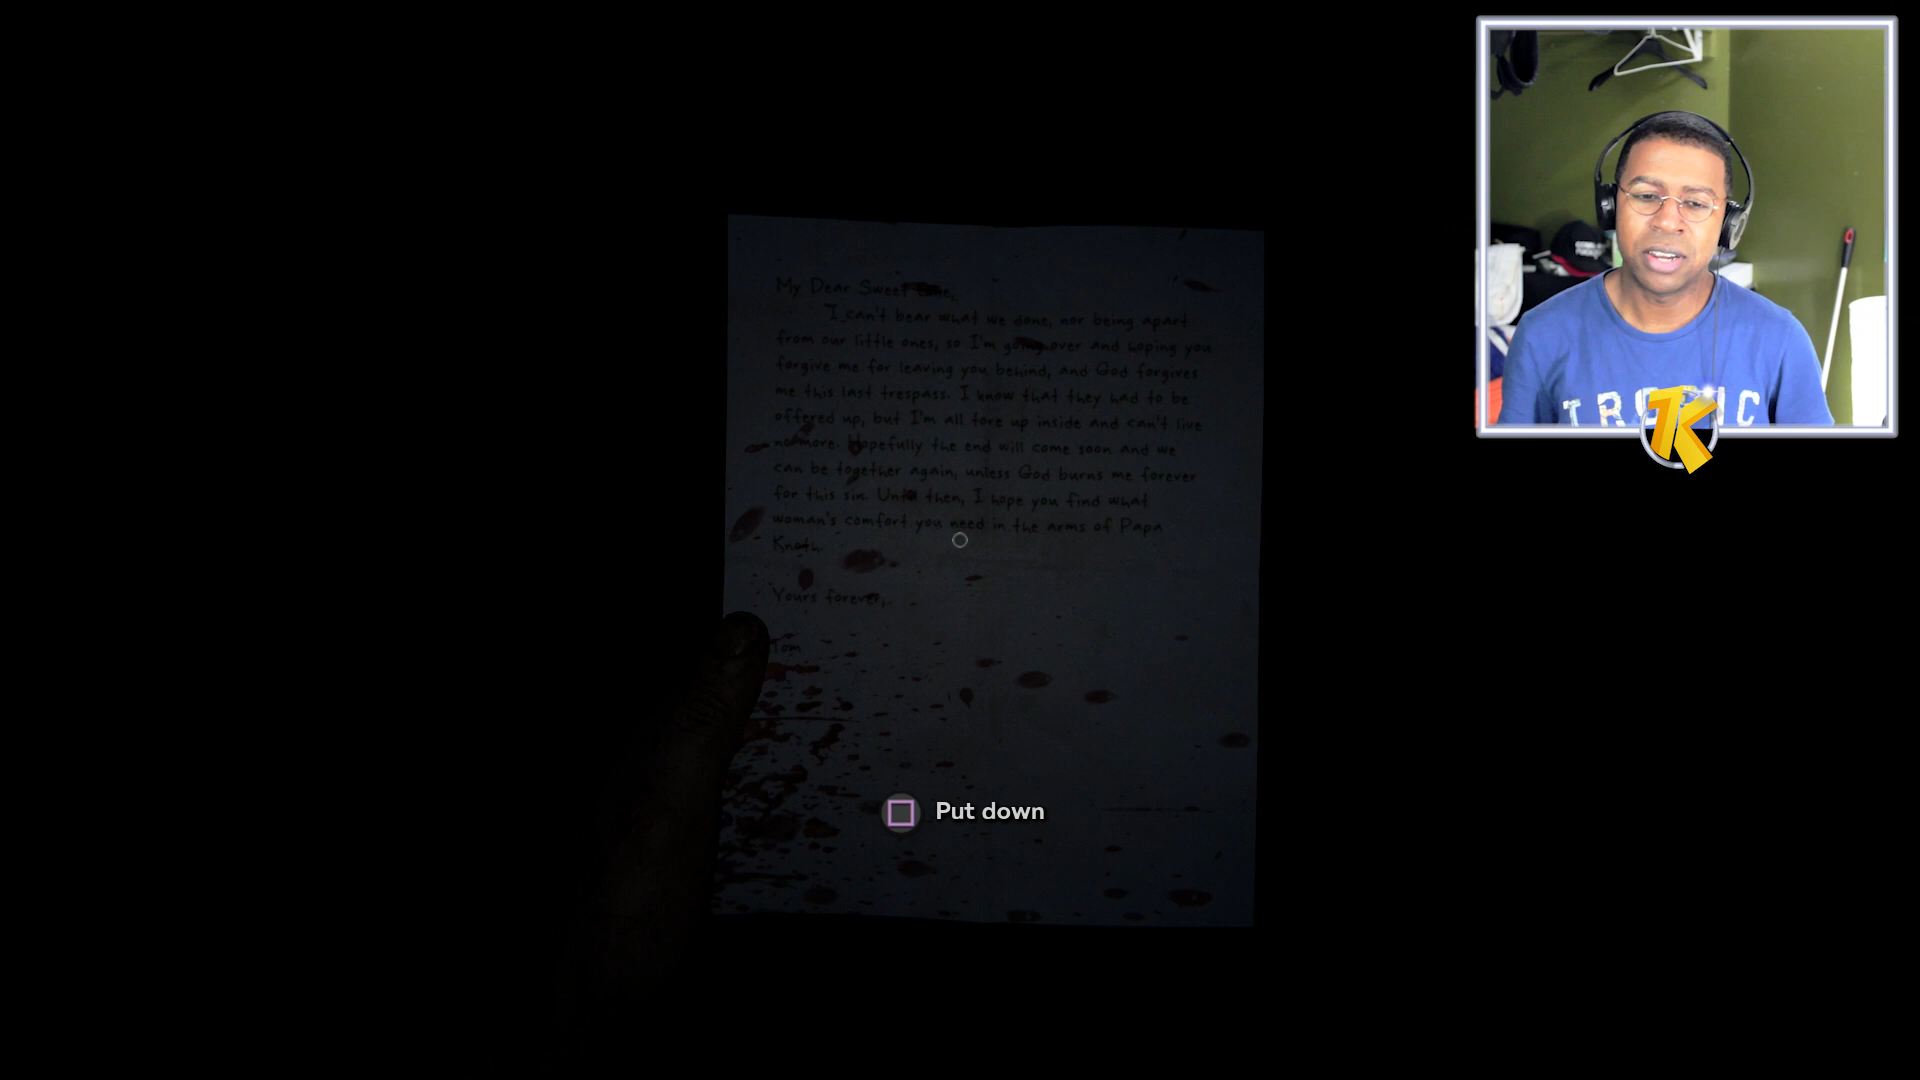 My Dear Sweet
I can't bear what we done, nor being apart
from our little ones, so I'm going over and hoping you
forgive me for leaving you behind, and God forgives
me this last trespass. I know that they had to be
offered up, but I'm all tore up inside and can't live
no more. Hopefully the end will come soon and we
can be together again, unless God burns me forever
for this sin. Until then, I hope you find what
woman's comfort you need in the arms of Papa
Knoth.
Yours forever,
Tom
Put down
TROPIC
TK